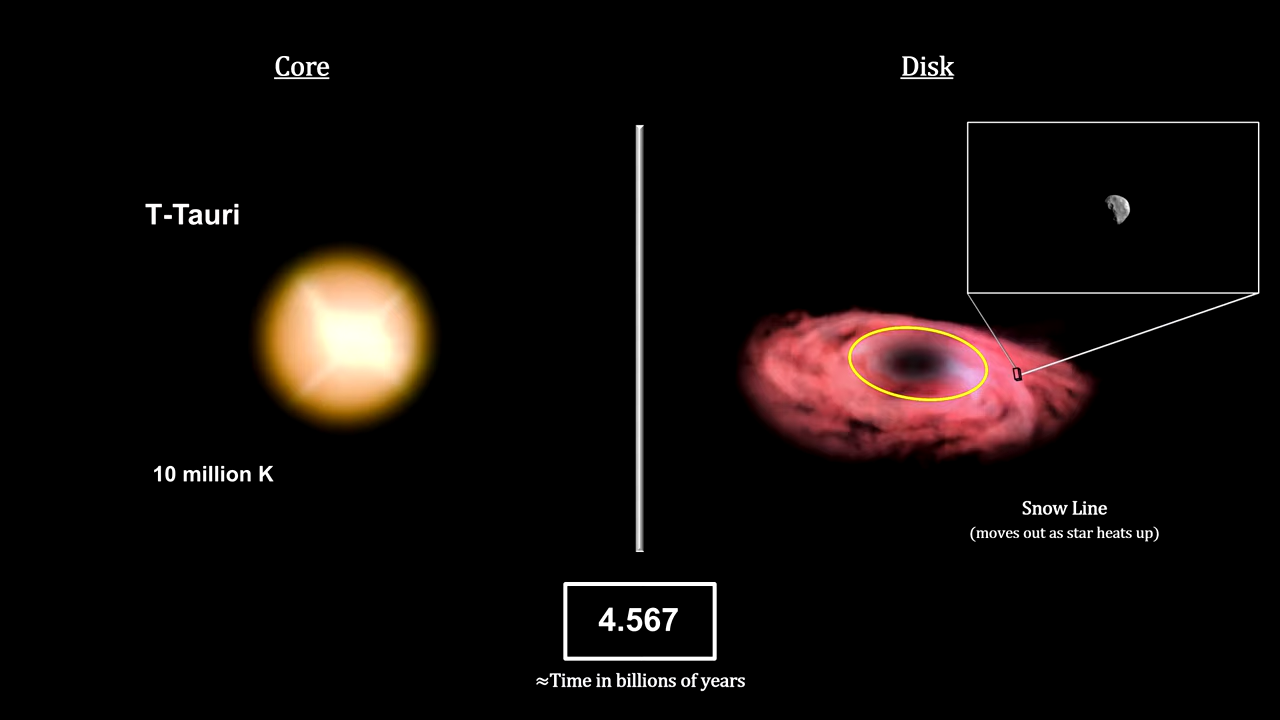 Core
Disk
T-Tauri
10 million K
Snow Line
(moves out as star heats up)
4.567
≈Time in billions of years